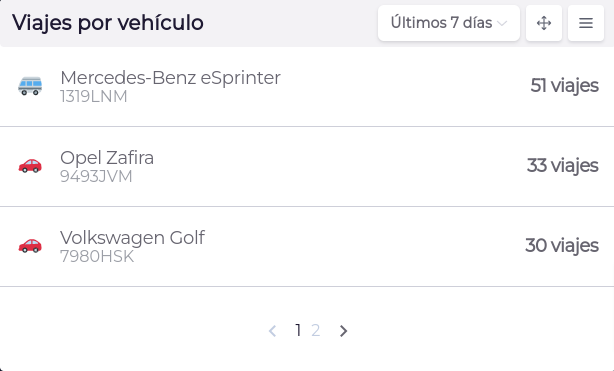 Viajes por vehículo
Últimos 7 días
Mercedes-Benz eSprinter
1319LNM
51 viajes
Opel Zafira
9493JVM
33 viajes
Volkswagen Golf
7980HSK
30 viajes
1 2